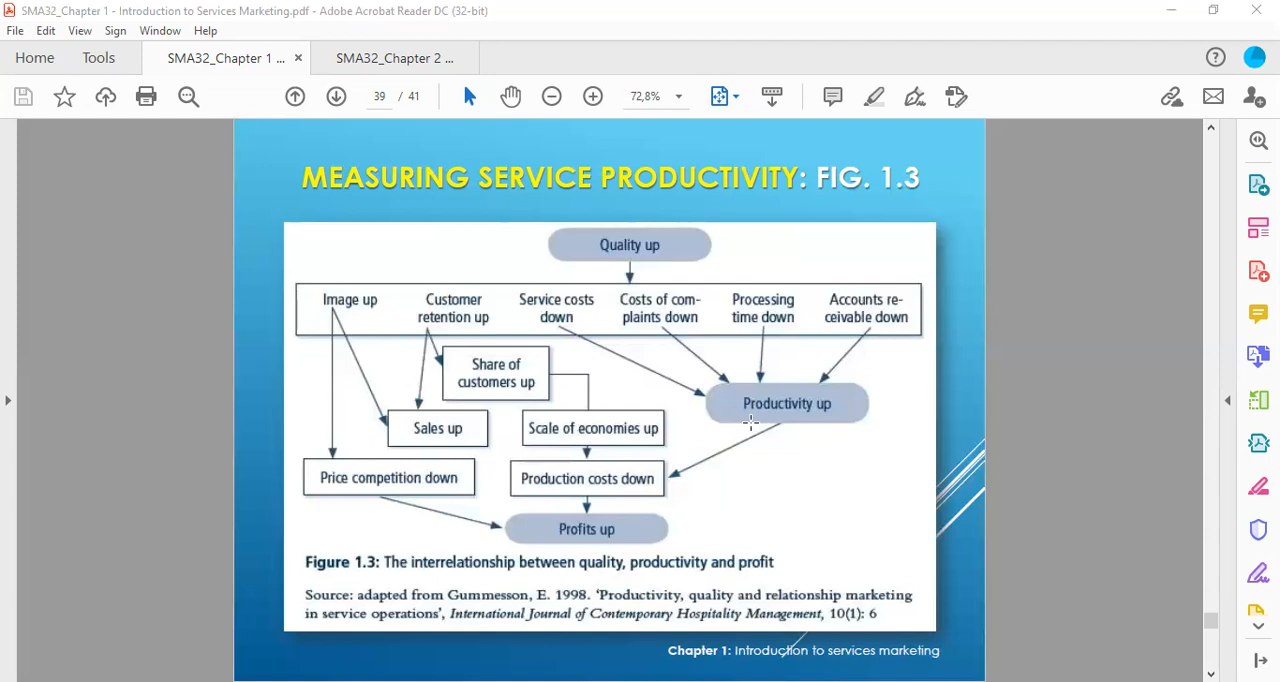 SMA32_Chapter 1 - Introduction to Services Marketing.pdf - Adobe Acrobat Reader DC (32-bit)
File Edit View Sign Window Help
Home Tools SMA32_Chapter 1 ... × SMA32_Chapter 2 ...
39 / 41 72,8%
MEASURING SERVICE PRODUCTIVITY: FIG. 1.3
Quality up
Image up
Customer
retention up
Service costs
down
Costs of com-
plaints down
Processing
time down
Accounts re-
ceivable down
Share of
customers up
Productivity up
Sales up
Scale of economies up
Price competition down
Production costs down
Profits up
Figure 1.3: The interrelationship between quality, productivity and profit
Source: adapted from Gummesson, E. 1998. ‘Productivity, quality and relationship marketing
in service operations’, International Journal of Contemporary Hospitality Management, 10(1): 6
Chapter 1: Introduction to services marketing